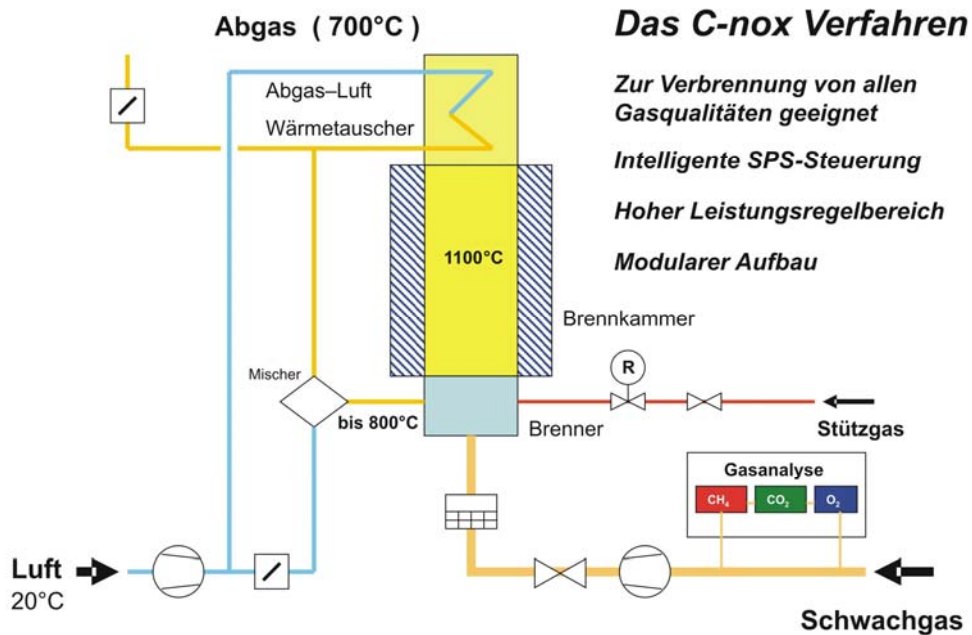 Abgas ( 700°C )
Das C-nox Verfahren
Zur Verbrennung von allen
Gasqualitäten geeignet
Intelligente SPS-Steuerung
Hoher Leistungsregelbereich
Modularer Aufbau
Abgas–Luft
Wärmetauscher
1100°C
Brennkammer
Mischer
R
bis 800°C
Brenner
Stützgas
Gasanalyse
CH₄
CO₂
O₂
Luft
20°C
Schwachgas